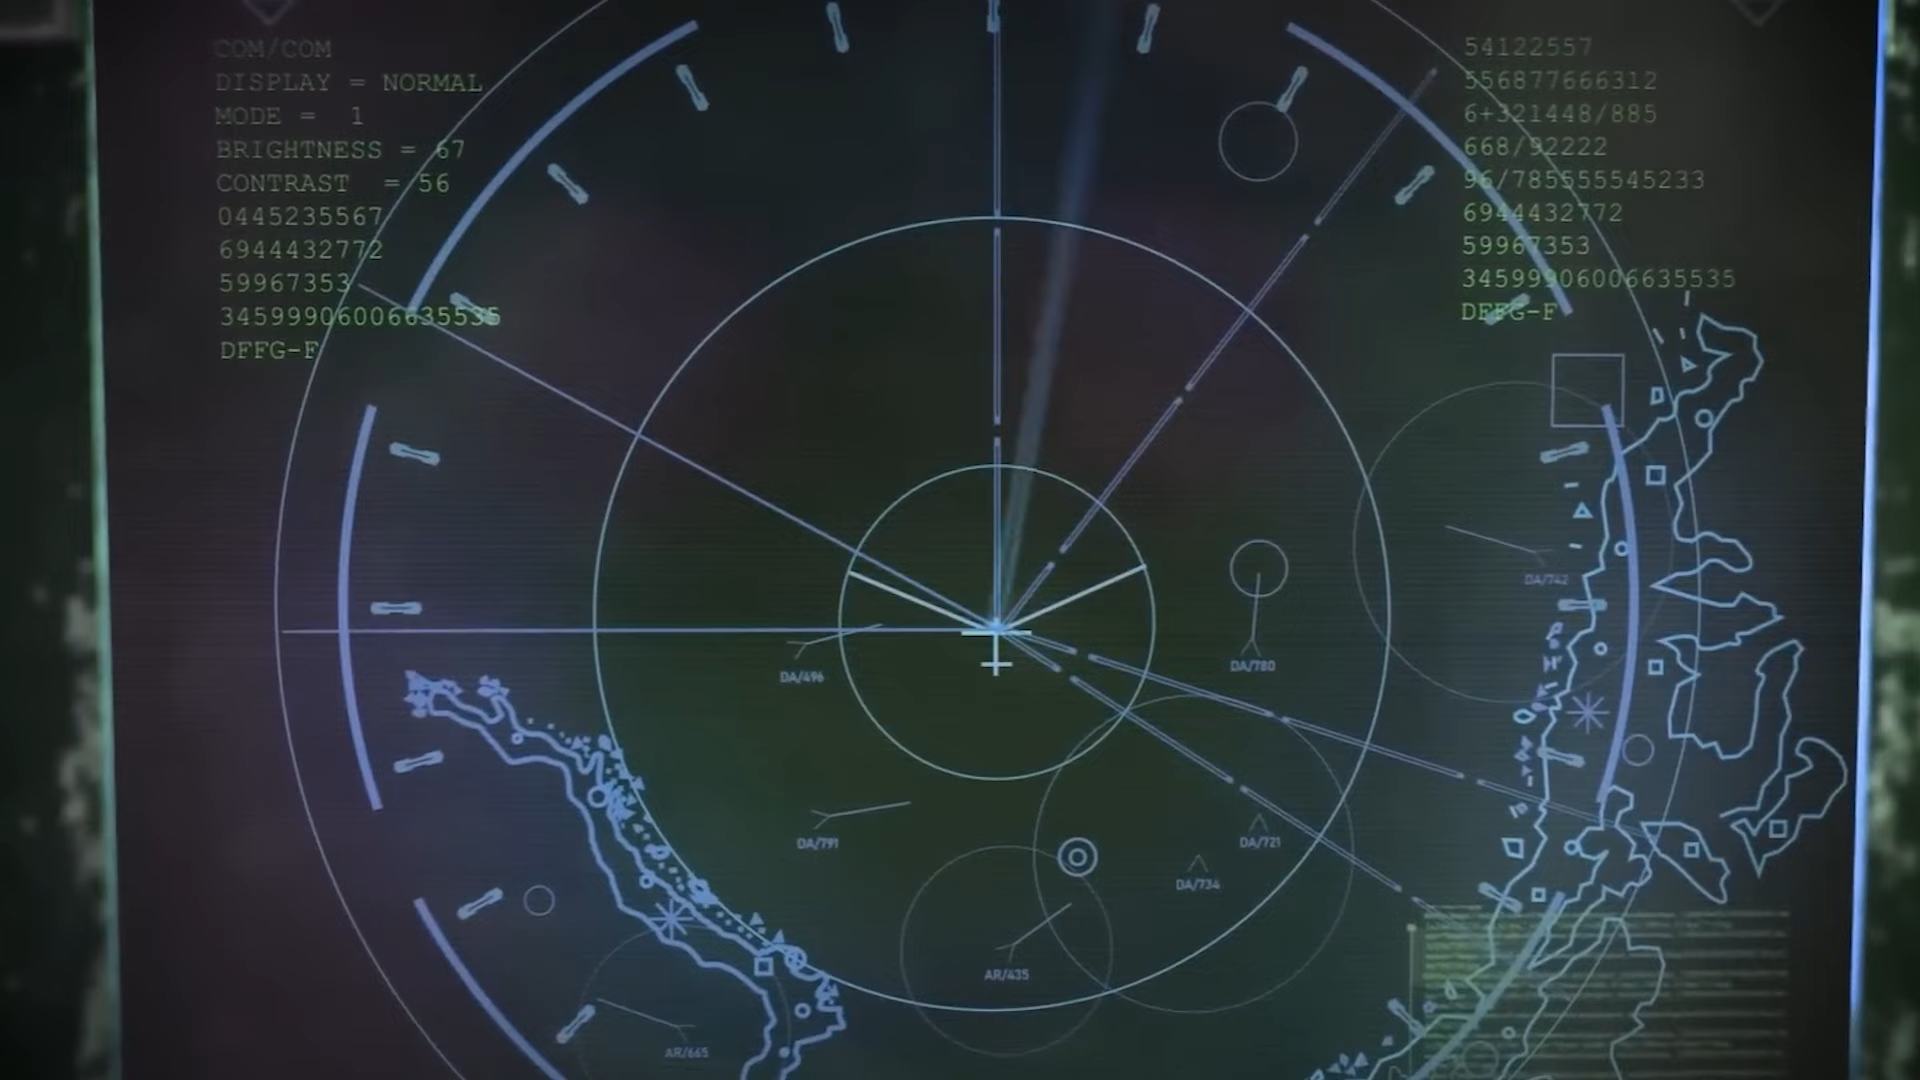 COM/COM
DISPLAY = NORMAL
MODE = 1
BRIGHTNESS = 67
CONTRAST = 56
0445235567
6944432772
59967353
34599906006635535
DFFG-F
54122557
556877666312
6+321448/885
668/92222
96/785555545233
6944432772
59967353
34599906006635535
DFFG-F
DA/742
DA/780
DA/496
DA/791
DA/721
DA/734
AR/435
AR/665